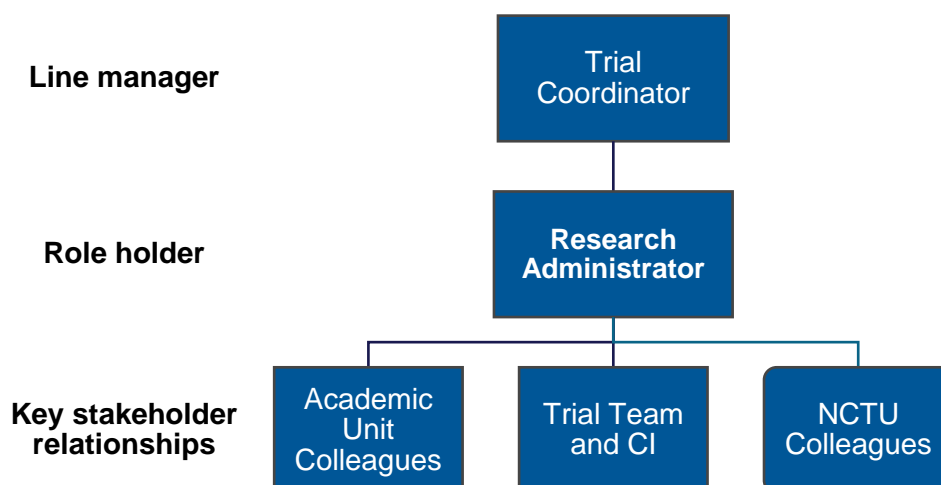 Line manager
Trial
Coordinator
Role holder
Research
Administrator
Key stakeholder
relationships
Academic
Unit
Colleagues
Trial Team
and CI
NCTU
Colleagues